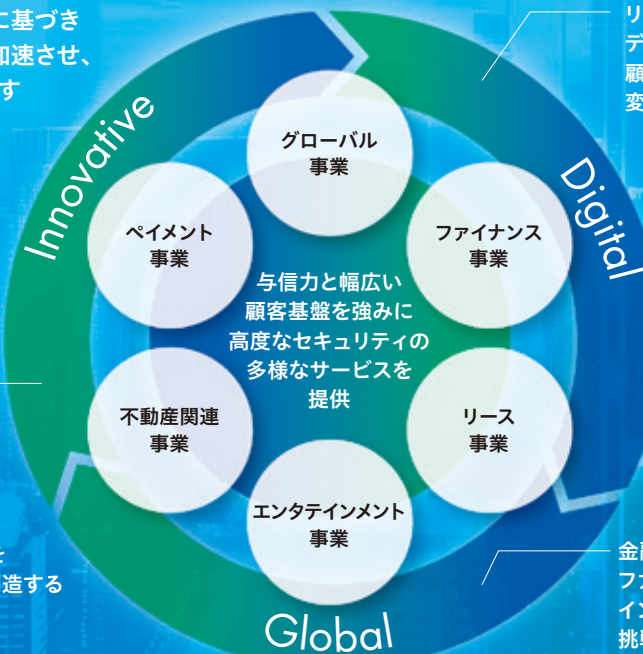 に基づき
加速させ、
す
Innovative
グローバル
事業
ペイメント
事業
ファイナンス
事業
Digital
与信力と幅広い
顧客基盤を強みに
高度なセキュリティの
多様なサービスを
提供
不動産関連
事業
リース
事業
エンタテインメント
事業
Global
リ
デ
顧
変
造する
ファ
イン
挑戦